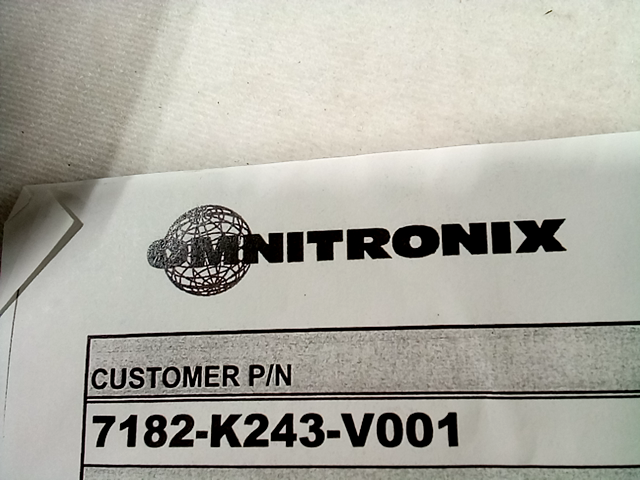 OMNITRONIX
CUSTOMER P/N
7182-K243-V001